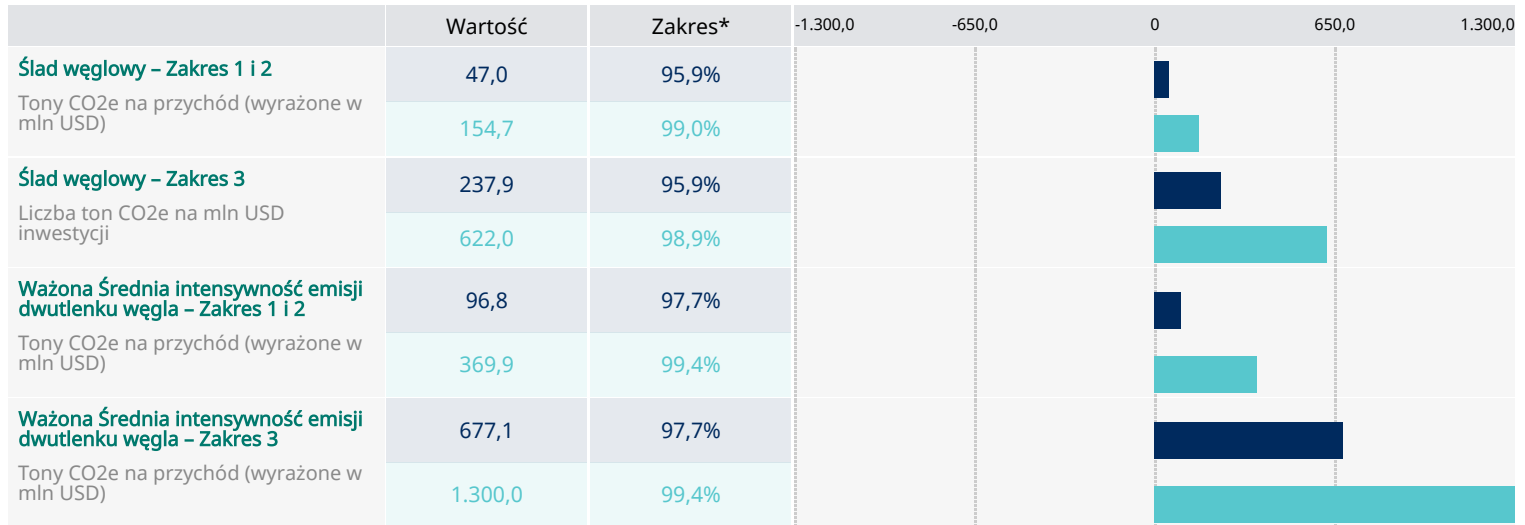 Wartość Zakres* -1.300,0 -650,0 0 650,0 1.300,0
Ślad węglowy – Zakres 1 i 2
Tony CO2e na przychód (wyrażone w
mln USD)
47,0 95,9%
154,7 99,0%
Ślad węglowy – Zakres 3
Liczba ton CO2e na mln USD
inwestycji
237,9 95,9%
622,0 98,9%
Ważona Średnia intensywność emisji
dwutlenku węgla – Zakres 1 i 2
Tony CO2e na przychód (wyrażone w
mln USD)
96,8 97,7%
369,9 99,4%
Ważona Średnia intensywność emisji
dwutlenku węgla – Zakres 3
Tony CO2e na przychód (wyrażone w
mln USD)
677,1 97,7%
1.300,0 99,4%